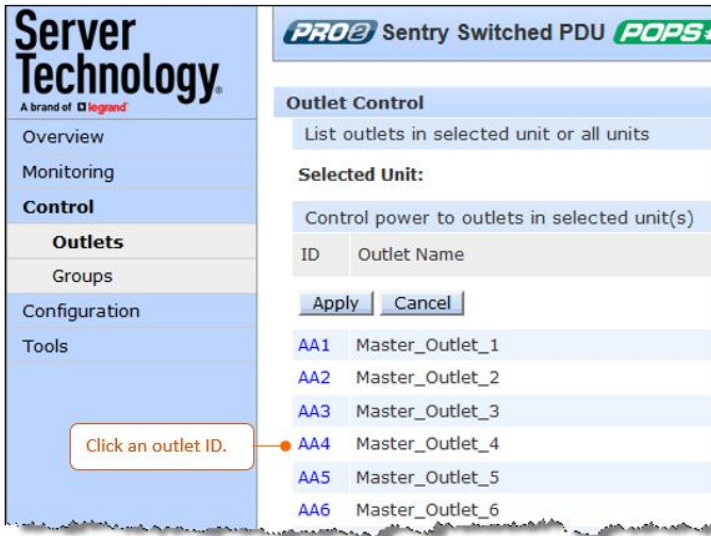 Server
Technology®
A brand of legrand
Overview
Monitoring
Control
Outlets
Groups
Configuration
Tools
PRO2 Sentry Switched PDU POPS
Outlet Control
List outlets in selected unit or all units
Selected Unit:
Control power to outlets in selected unit(s)
ID Outlet Name
Apply Cancel
AA1 Master_Outlet_1
AA2 Master_Outlet_2
AA3 Master_Outlet_3
Click an outlet ID.
AA4 Master_Outlet_4
AA5 Master_Outlet_5
AA6 Master_Outlet_6